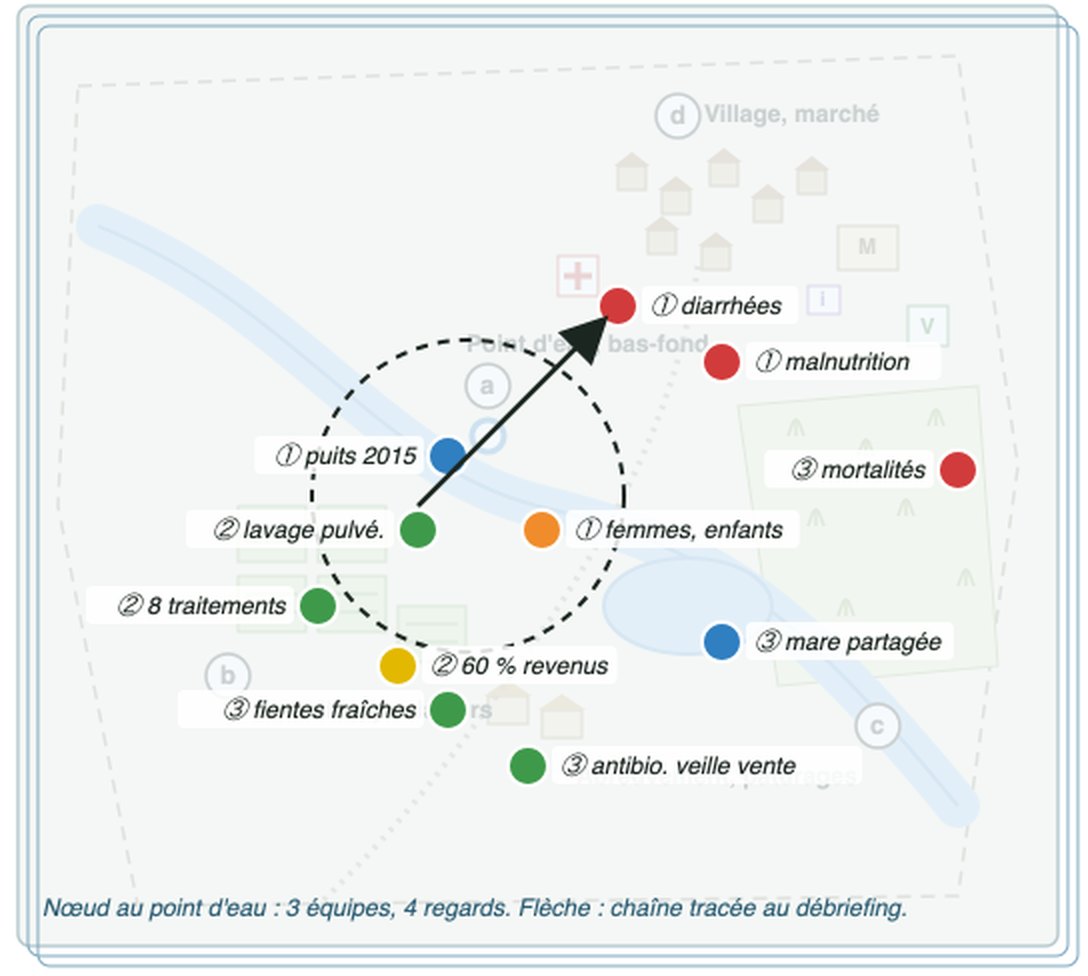 d Village, marché
M
① diarrhées
i
V
Point d'eau, bas-fond
① malnutrition
a
① puits 2015
③ mortalités
② lavage pulvé.
① femmes, enfants
② 8 traitements
③ mare partagée
② 60 % revenus
b
③ fientes fraîches
c
③ antibio. veille vente
Nœud au point d'eau : 3 équipes, 4 regards. Flèche : chaîne tracée au débriefing.